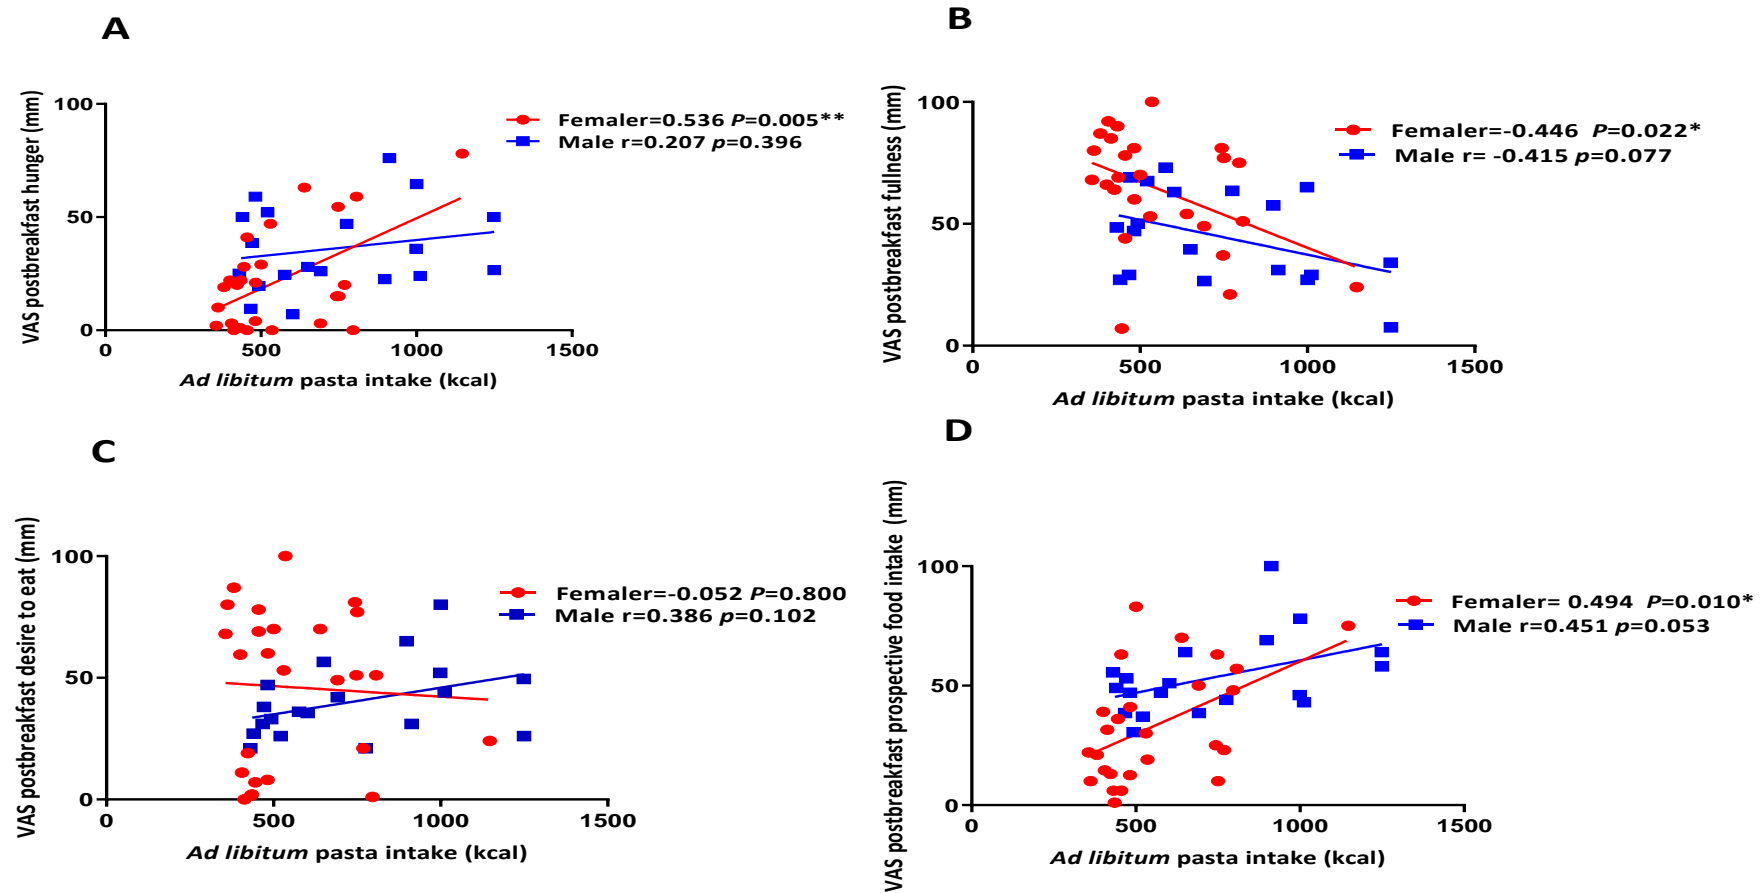 A
VAS postbreakfast hunger (mm)
100
50
0
0 500 1000 1500
Ad libitum pasta intake (kcal)
Femaler=0.536 P=0.005**
Male r=0.207 p=0.396
B
VAS postbreakfast fullness (mm)
100
50
0
0 500 1000 1500
Ad libitum pasta intake (kcal)
Femaler=-0.446 P=0.022*
Male r= -0.415 p=0.077
C
VAS postbreakfast desire to eat (mm)
100
50
0
0 500 1000 1500
Ad libitum pasta intake (kcal)
Femaler=-0.052 P=0.800
Male r=0.386 p=0.102
D
VAS postbreakfast prospective food intake (mm)
100
50
0
0 500 1000 1500
Ad libitum pasta intake (kcal)
Femaler= 0.494 P=0.010*
Male r=0.451 p=0.053